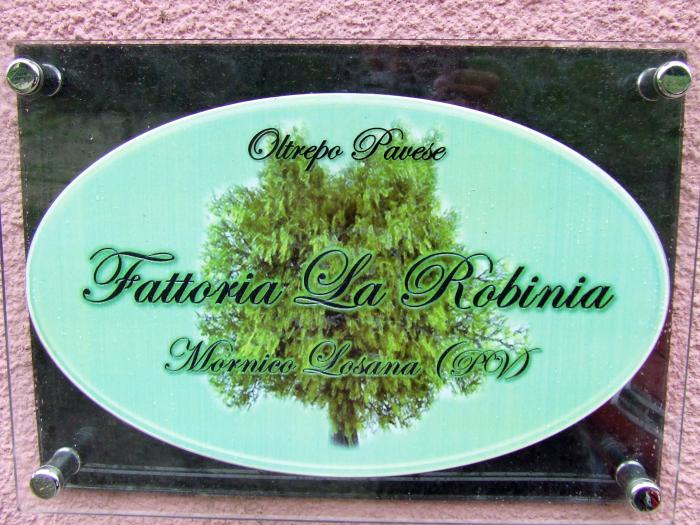 Oltrepo Pavese
Fattoria La Robinia
Mornico Losana (PV)